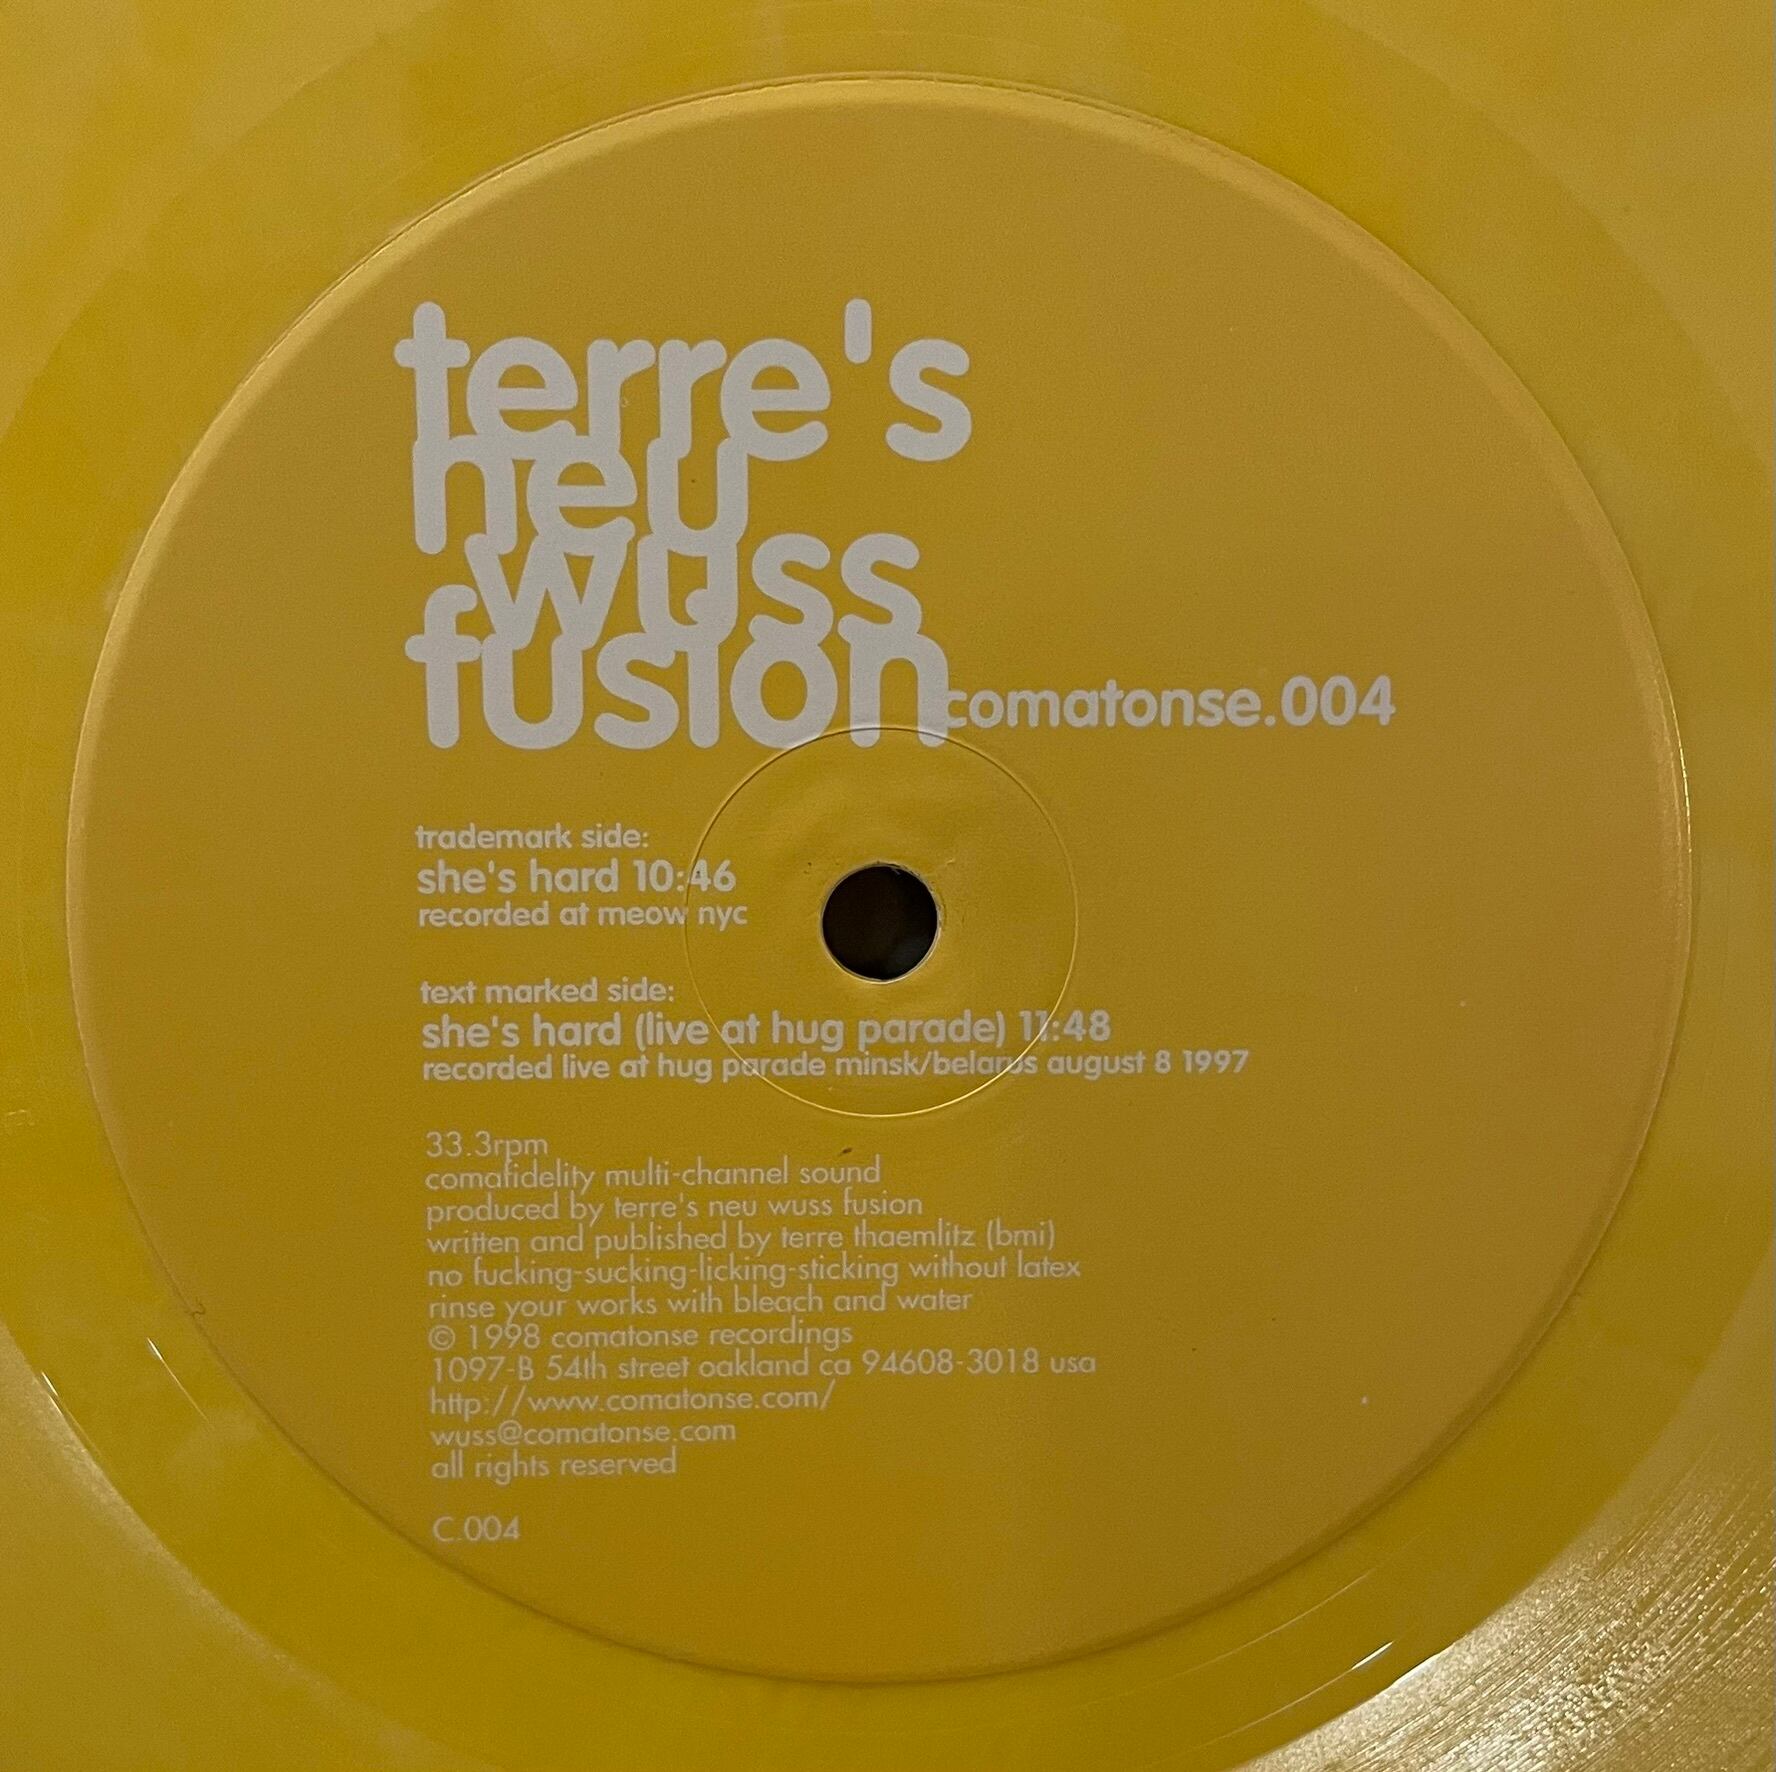 terre's
neu
wuss
fusion
comatonse.004
trademark side:
she's hard 10:46
recorded at meow nyc
text marked side:
she's hard (live at hug parade) 11:48
recorded live at hug parade minsk/belarus august 8 1997
33.3rpm
comafidelity multi-channel sound
produced by terre's neu wuss fusion
written and published by terre thaemlitz (bmi)
no fucking-sucking-licking-sticking without latex
rinse your works with bleach and water
© 1998 comatonse recordings
1097-B 54th street oakland ca 94608-3018 usa
http://www.comatonse.com/
wuss@comatonse.com
all rights reserved
C.004